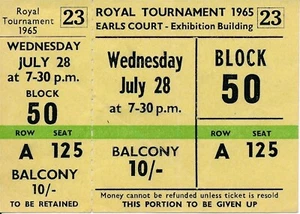 Royal
Tournament
1965
23
WEDNESDAY
JULY 28
at 7-30 p.m.
BLOCK
50
ROW SEAT
A 125
BALCONY
10/-
TO BE RETAINED
ROYAL TOURNAMENT 1965
EARLS COURT - Exhibition Building
23
Wednesday
July 28
at 7-30 p.m.
BLOCK
50
BALCONY
10/-
ROW SEAT
A 125
Money cannot be refunded unless ticket is resold
THIS PORTION TO BE GIVEN UP